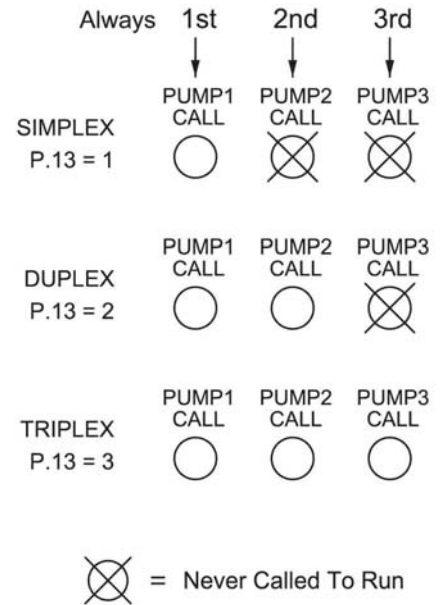 Always 1st 2nd 3rd
PUMP1 PUMP2 PUMP3
CALL CALL CALL
SIMPLEX
P.13 = 1
PUMP1 PUMP2 PUMP3
CALL CALL CALL
DUPLEX
P.13 = 2
PUMP1 PUMP2 PUMP3
CALL CALL CALL
TRIPLEX
P.13 = 3
= Never Called To Run